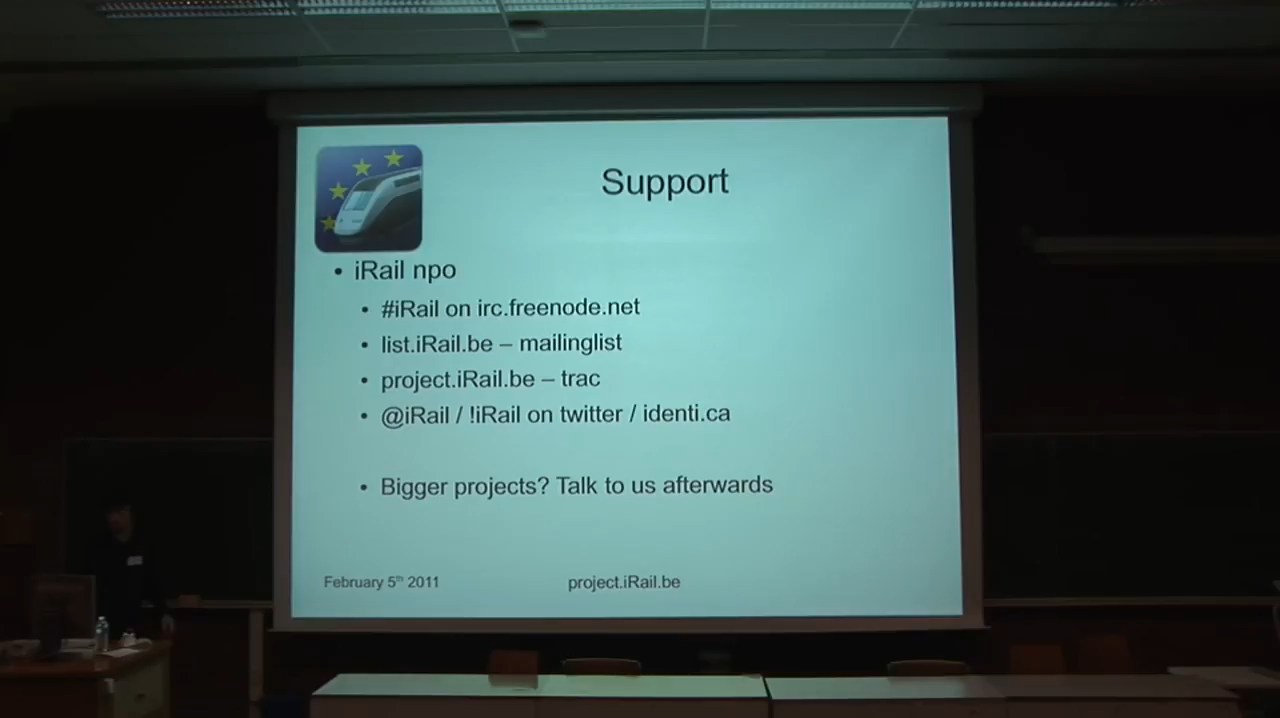 Support
• iRail npo
• #iRail on irc.freenode.net
• list.iRail.be – mailinglist
• project.iRail.be – trac
• @iRail / !iRail on twitter / identi.ca
• Bigger projects? Talk to us afterwards
February 5th 2011
project.iRail.be